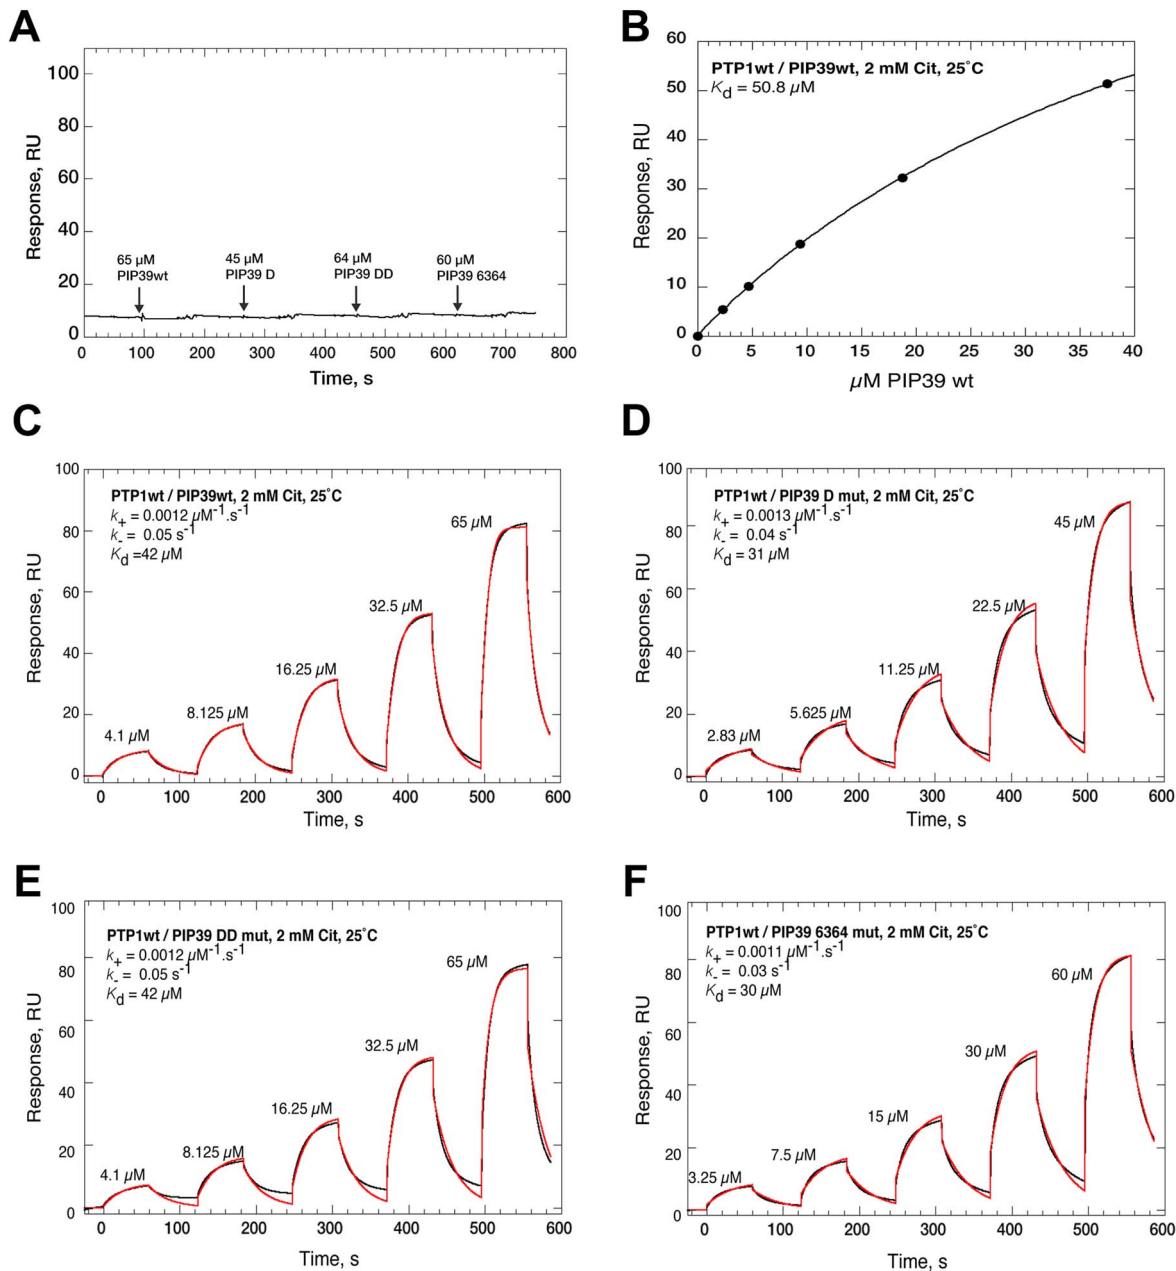 A
100
80
60
40
20
0
Response, RU
65 µM
PIP39wt
45 µM
PIP39 D
64 µM
PIP39 DD
60 µM
PIP39 6364
0 100 200 300 400 500 600 700 800
Time, s
B
60
50
40
30
20
10
0
Response, RU
PTP1wt / PIP39wt, 2 mM Cit, 25˚C
Kd = 50.8 µM
0 5 10 15 20 25 30 35 40
µM PIP39 wt
C
100
80
60
40
20
0
Response, RU
PTP1wt / PIP39wt, 2 mM Cit, 25˚C
k+ = 0.0012 µM-1.s-1
k- = 0.05 s-1
Kd =42 µM
4.1 µM
8.125 µM
16.25 µM
32.5 µM
65 µM
0 100 200 300 400 500 600
Time, s
D
100
80
60
40
20
0
Response, RU
PTP1wt / PIP39 D mut, 2 mM Cit, 25˚C
k+ = 0.0013 µM-1.s-1
k- = 0.04 s-1
Kd = 31 µM
2.83 µM
5.625 µM
11.25 µM
22.5 µM
45 µM
0 100 200 300 400 500 600
Time, s
E
100
80
60
40
20
0
Response, RU
PTP1wt / PIP39 DD mut, 2 mM Cit, 25˚C
k+ = 0.0012 µM-1.s-1
k- = 0.05 s-1
Kd = 42 µM
4.1 µM
8.125 µM
16.25 µM
32.5 µM
65 µM
0 100 200 300 400 500 600
Time, s
F
100
80
60
40
20
0
Response, RU
PTP1wt / PIP39 6364 mut, 2 mM Cit, 25˚C
k+ = 0.0011 µM-1.s-1
k- = 0.03 s-1
Kd = 30 µM
3.25 µM
7.5 µM
15 µM
30 µM
60 µM
0 100 200 300 400 500 600
Time, s